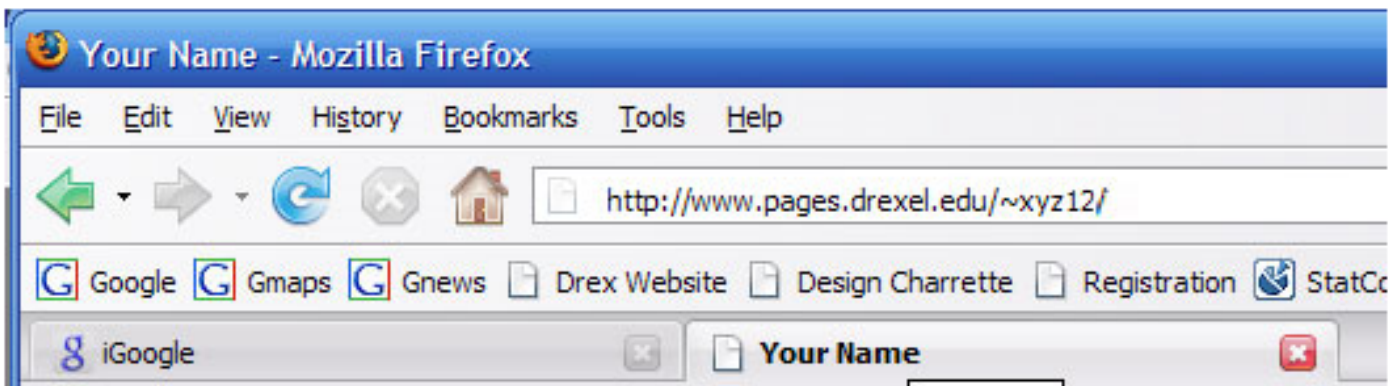 Your Name - Mozilla Firefox
File Edit View History Bookmarks Tools Help
http://www.pages.drexel.edu/~xyz12/
Google Gmaps Gnews Drex Website Design Charrette Registration StatCo
iGoogle Your Name